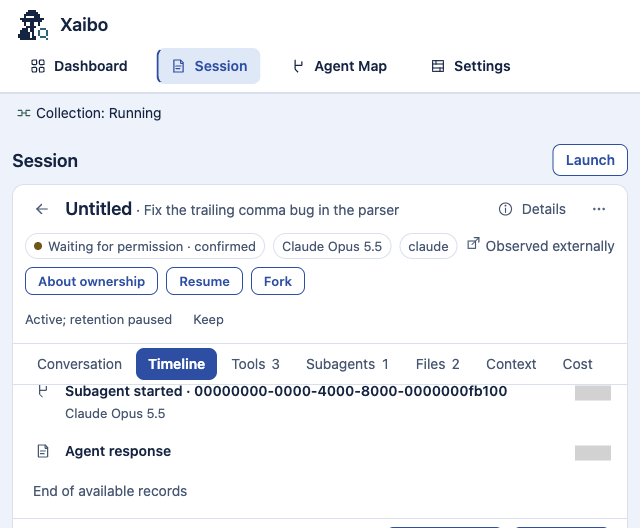 Xaibo
Dashboard Session Agent Map Settings
Collection: Running
Session Launch
Untitled · Fix the trailing comma bug in the parser Details ...
Waiting for permission · confirmed Claude Opus 5.5 claude Observed externally
About ownership Resume Fork
Active; retention paused Keep
Conversation Timeline Tools 3 Subagents 1 Files 2 Context Cost
Subagent started · 00000000-0000-4000-8000-0000000fb100
Claude Opus 5.5
Agent response
End of available records